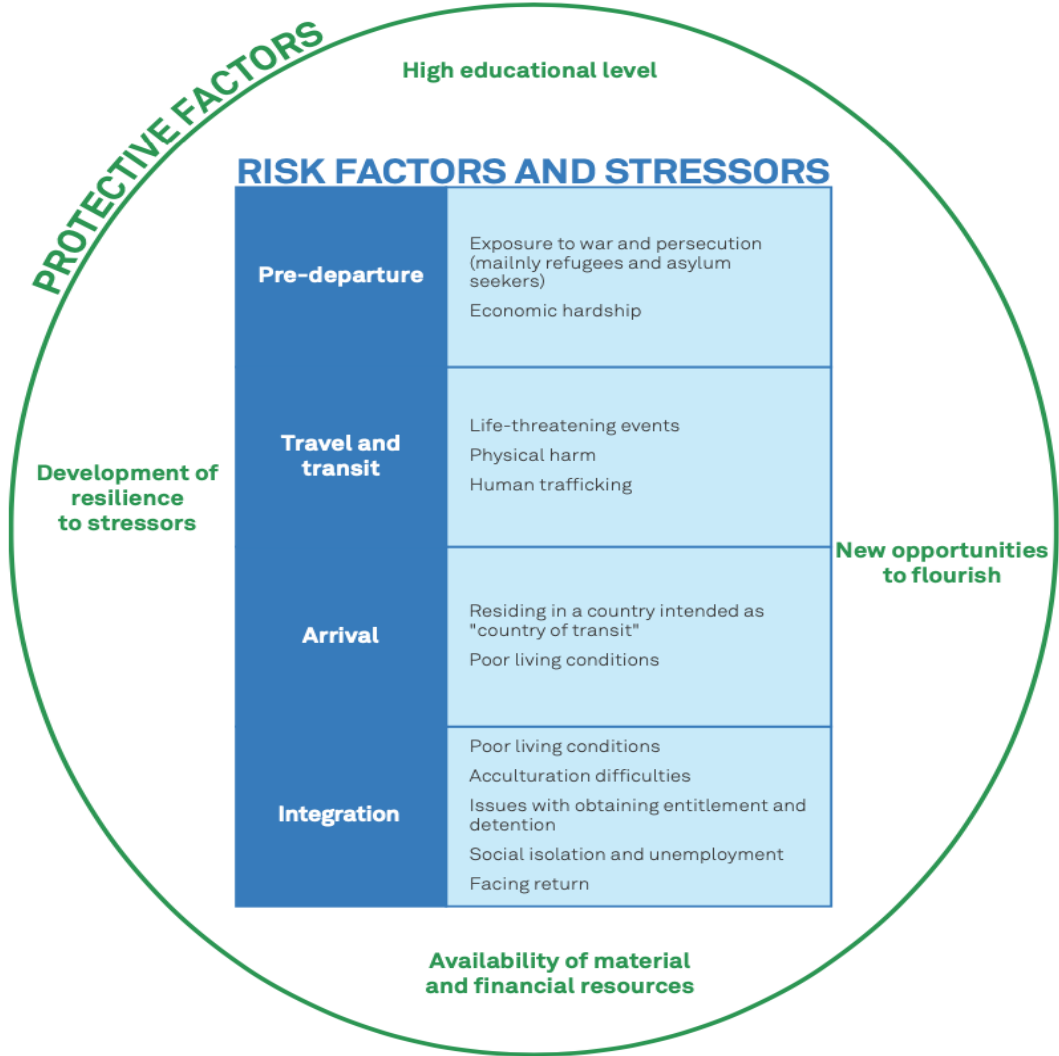 PROTECTIVE FACTORS
High educational level
RISK FACTORS AND STRESSORS
Pre-departure
Exposure to war and persecution
(mailnly refugees and asylum
seekers)
Economic hardship
Travel and
transit
Life-threatening events
Physical harm
Human trafficking
Development of
resilience
to stressors
New opportunities
to flourish
Arrival
Residing in a country intended as
"country of transit"
Poor living conditions
Integration
Poor living conditions
Acculturation difficulties
Issues with obtaining entitlement and
detention
Social isolation and unemployment
Facing return
Availability of material
and financial resources